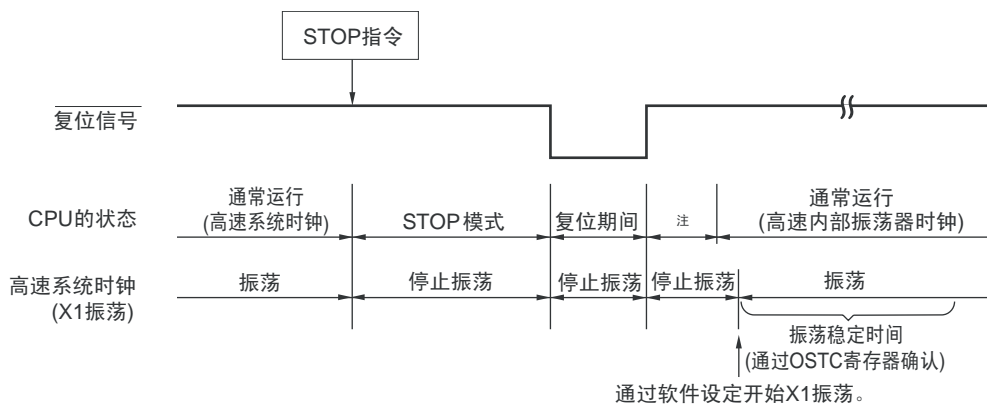 STOP指令
复位信号
CPU的状态
通常运行
(高速系统时钟)
STOP模式
复位期间
注
通常运行
(高速内部振荡器时钟)
高速系统时钟
(X1振荡)
振荡
停止振荡
停止振荡
停止振荡
振荡
振荡稳定时间
(通过OSTC寄存器确认)
通过软件设定开始X1振荡。